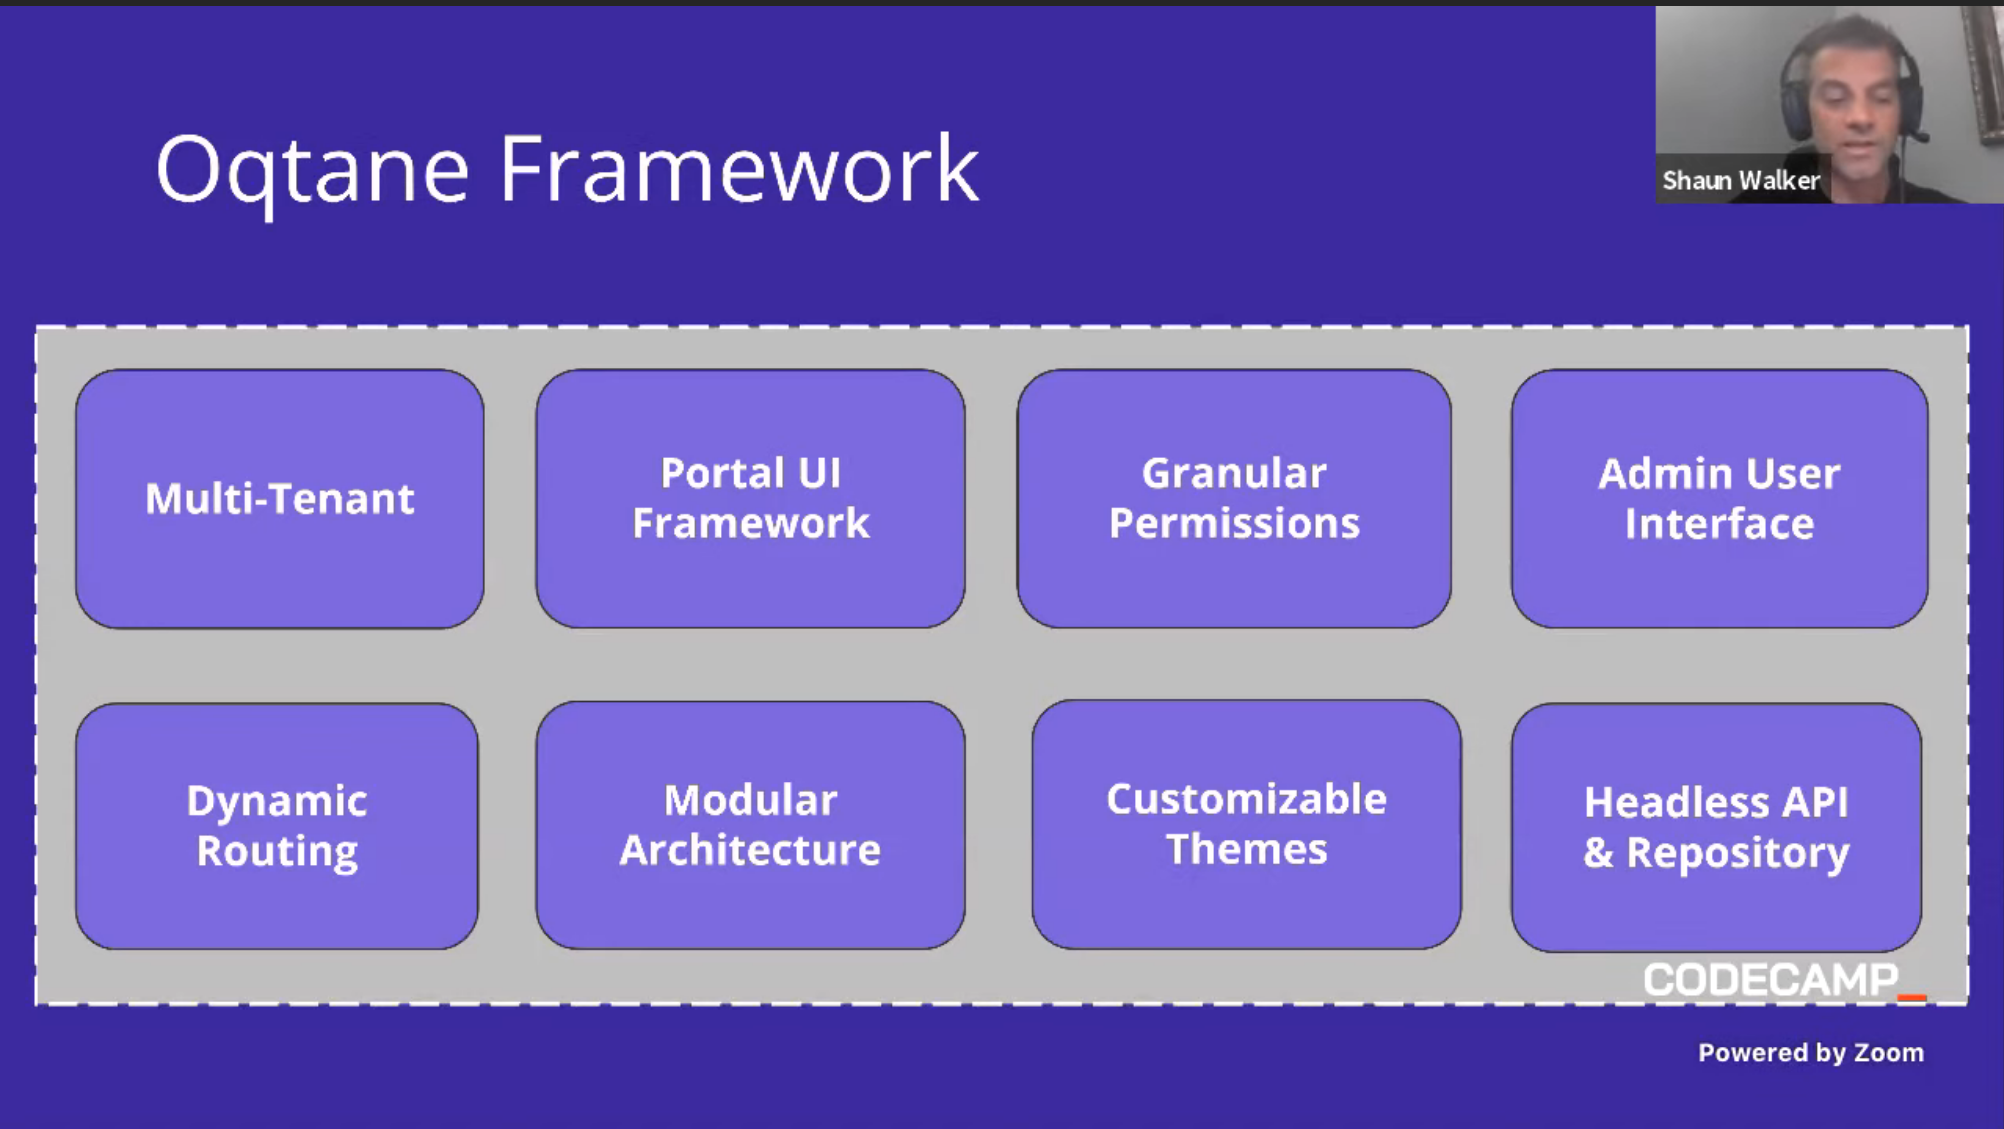 Oqtane Framework
Shaun Walker
Multi-Tenant
Portal UI
Framework
Granular
Permissions
Admin User
Interface
Dynamic
Routing
Modular
Architecture
Customizable
Themes
Headless API
& Repository
CODECAMP_
Powered by Zoom